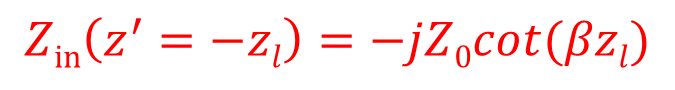 Z_in(z′ = −z_l) = −jZ_0cot(βz_l)